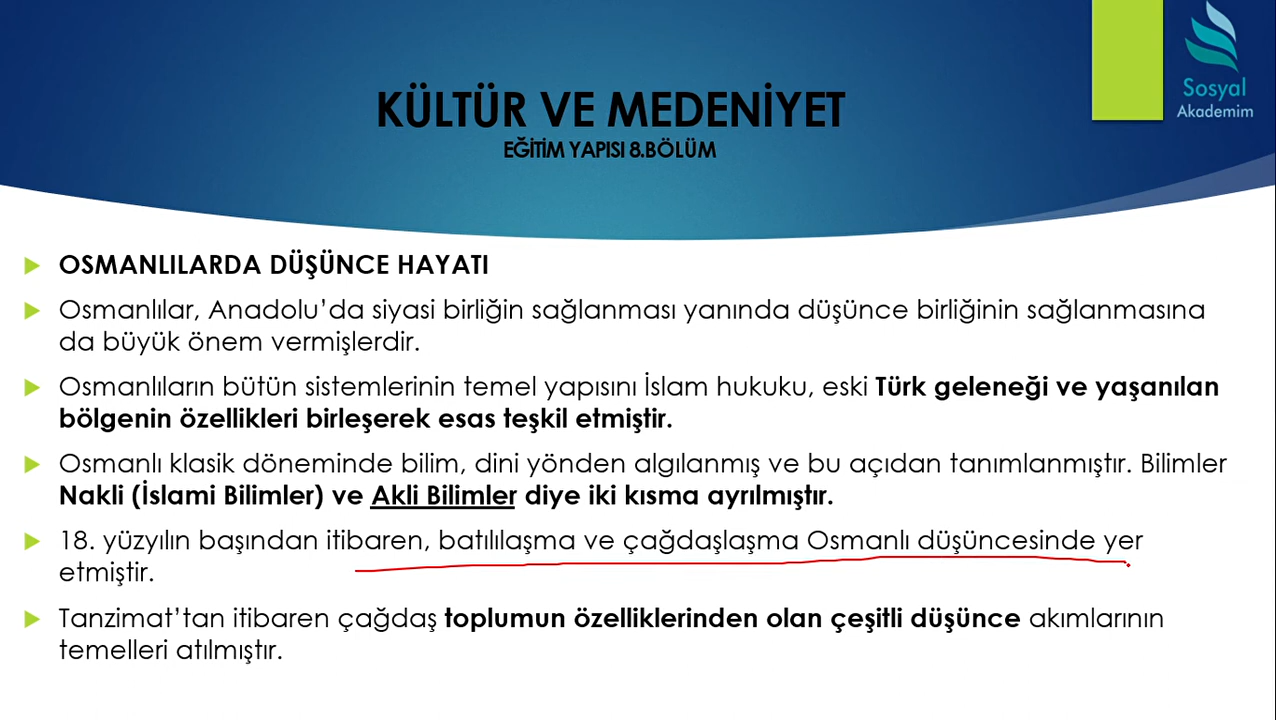 Sosyal
Akademim
KÜLTÜR VE MEDENİYET
EĞİTİM YAPISI 8.BÖLÜM
OSMANLILARDA DÜŞÜNCE HAYATI
Osmanlılar, Anadolu’da siyasi birliğin sağlanması yanında düşünce birliğinin sağlanmasına
da büyük önem vermişlerdir.
Osmanlıların bütün sistemlerinin temel yapısını İslam hukuku, eski Türk geleneği ve yaşanılan
bölgenin özellikleri birleşerek esas teşkil etmiştir.
Osmanlı klasik döneminde bilim, dini yönden algılanmış ve bu açıdan tanımlanmıştır. Bilimler
Nakli (İslami Bilimler) ve Akli Bilimler diye iki kısma ayrılmıştır.
18. yüzyılın başından itibaren, batılılaşma ve çağdaşlaşma Osmanlı düşüncesinde yer
etmiştir.
Tanzimat’tan itibaren çağdaş toplumun özelliklerinden olan çeşitli düşünce akımlarının
temelleri atılmıştır.